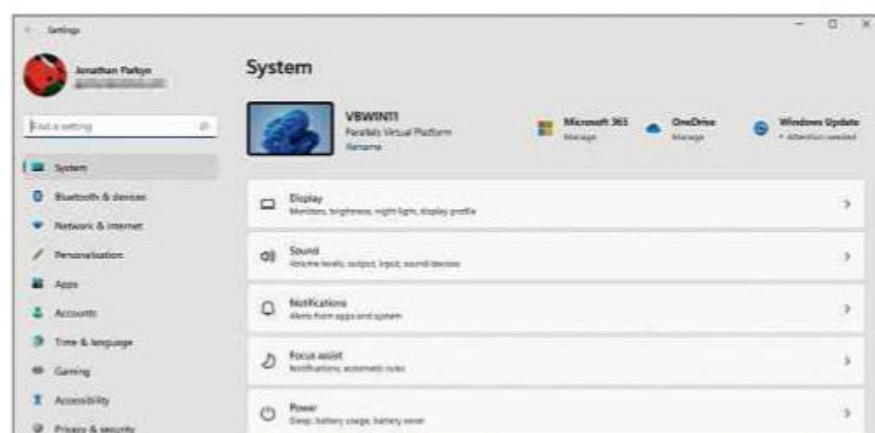 Settings
Jonathan Parkyn
Find a setting
System
Bluetooth & devices
Network & internet
Personalisation
Apps
Accounts
Time & language
Gaming
Accessibility
Privacy & security
System
VBWIN11
Parallels Virtual Platform
Rename
Microsoft 365
Manage
OneDrive
Manage
Windows Update
• Attention needed
Display
Monitors, brightness, night light, display profile
Sound
Volume levels, output, input, sound devices
Notifications
Alerts from apps and system
Focus assist
Notifications, automatic rules
Power
Sleep, battery usage, battery saver